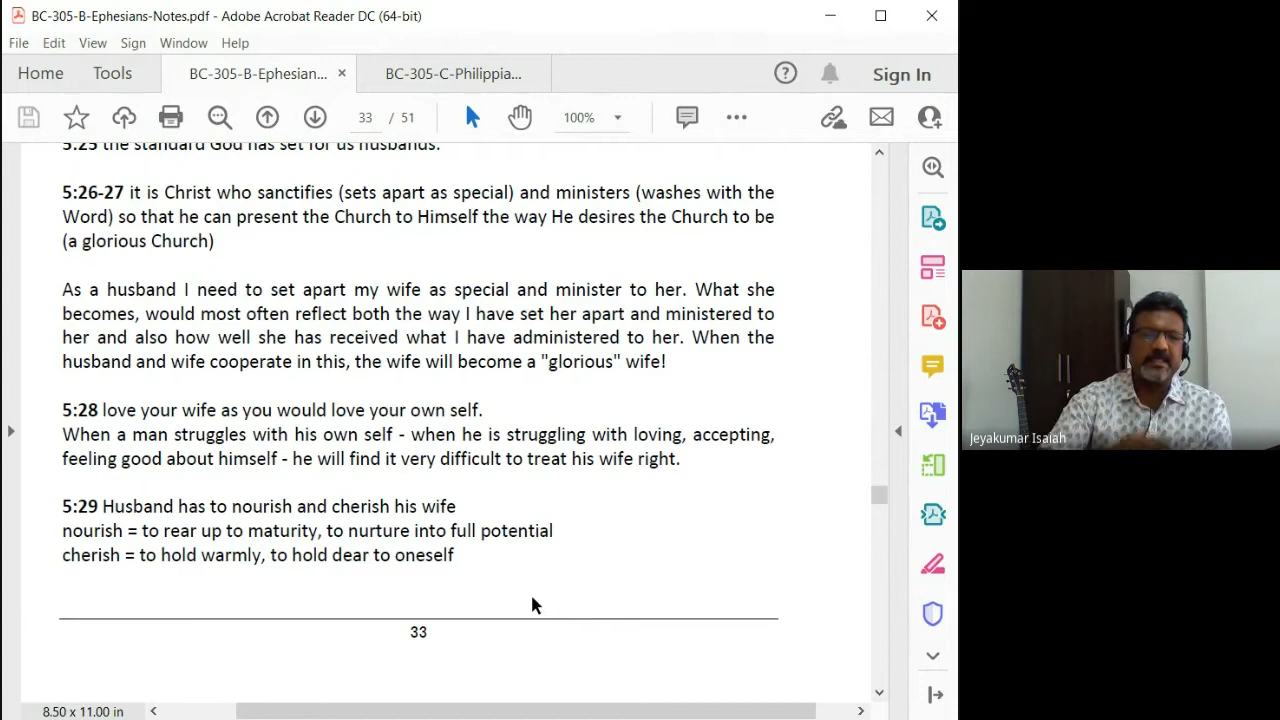 BC-305-B-Ephesians-Notes.pdf - Adobe Acrobat Reader DC (64-bit)
File Edit View Sign Window Help
Home Tools BC-305-B-Ephesian... × BC-305-C-Philippia... Sign In
33 / 51 100%
5:25 the standard God has set for us husbands.
5:26-27 it is Christ who sanctifies (sets apart as special) and ministers (washes with the
Word) so that he can present the Church to Himself the way He desires the Church to be
(a glorious Church)
As a husband I need to set apart my wife as special and minister to her. What she
becomes, would most often reflect both the way I have set her apart and ministered to
her and also how well she has received what I have administered to her. When the
husband and wife cooperate in this, the wife will become a "glorious" wife!
5:28 love your wife as you would love your own self.
When a man struggles with his own self - when he is struggling with loving, accepting,
feeling good about himself - he will find it very difficult to treat his wife right.
5:29 Husband has to nourish and cherish his wife
nourish = to rear up to maturity, to nurture into full potential
cherish = to hold warmly, to hold dear to oneself
33
8.50 x 11.00 in
Jeyakumar Isaiah